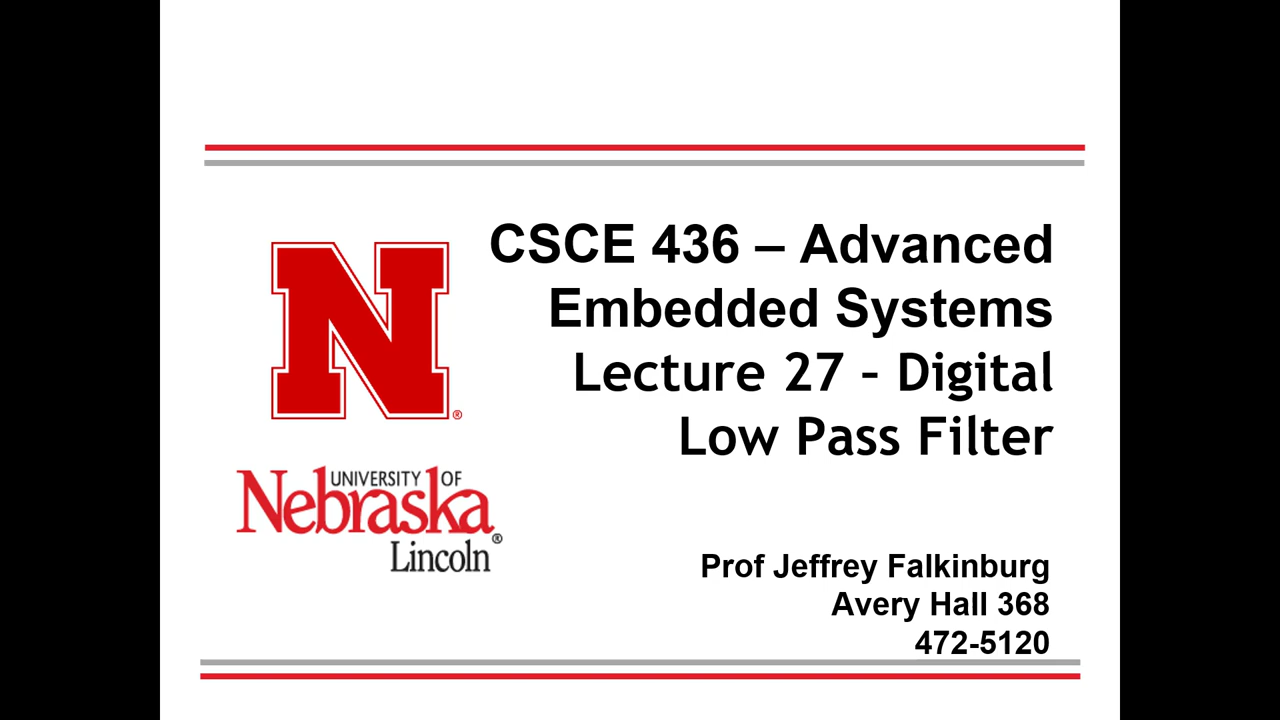 CSCE 436 – Advanced
Embedded Systems
Lecture 27 – Digital
Low Pass Filter
N®
UNIVERSITY OF
Nebraska®
Lincoln
Prof Jeffrey Falkinburg
Avery Hall 368
472-5120